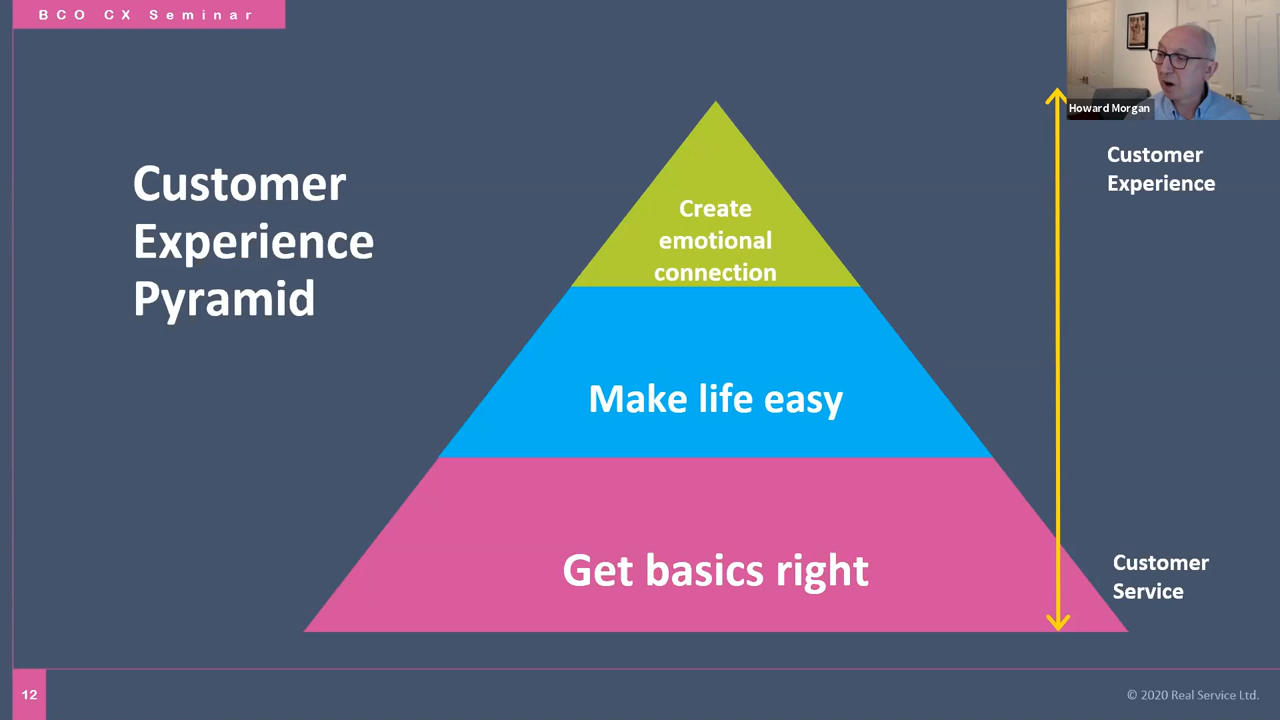 BCO CX Seminar
Howard Morgan
Customer
Experience
Pyramid
Create
emotional
connection
Make life easy
Get basics right
Customer
Experience
Customer
Service
12
© 2020 Real Service Ltd.